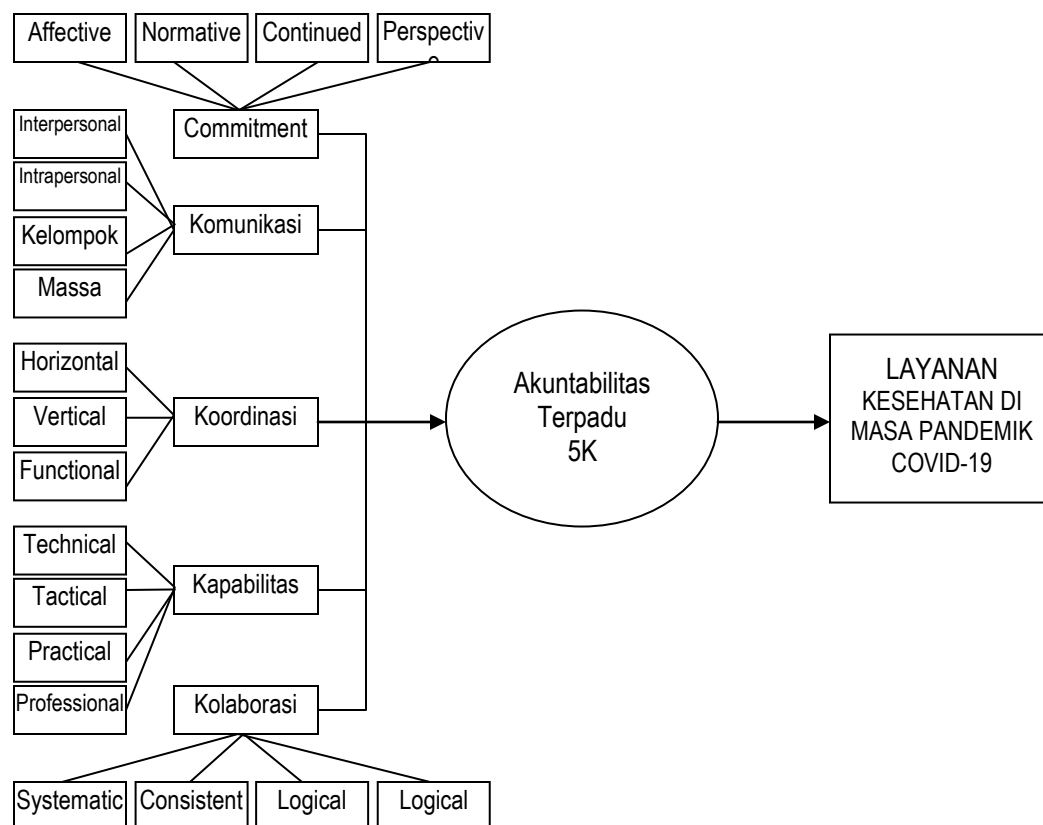 Affective
Normative
Continued
Perspectiv
Commitment
Interpersonal
Intrapersonal
Kelompok
Massa
Komunikasi
Horizontal
Vertical
Functional
Koordinasi
Technical
Tactical
Practical
Professional
Kapabilitas
Kolaborasi
Systematic
Consistent
Logical
Logical
Akuntabilitas
Terpadu
5K
LAYANAN
KESEHATAN DI
MASA PANDEMIK
COVID-19